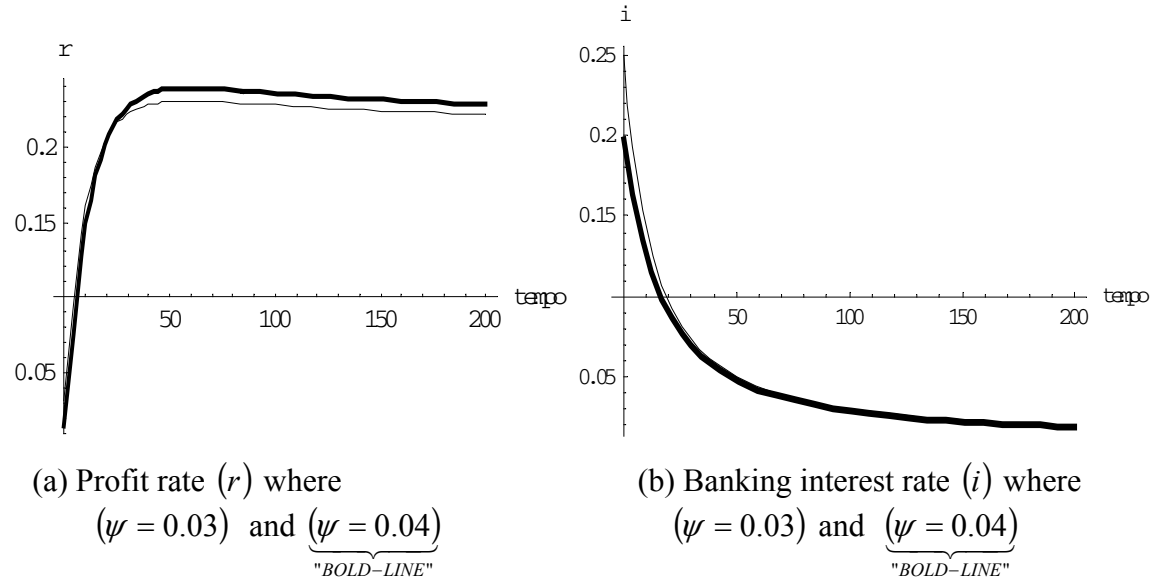 r
0.2
0.15
0.05
50 100 150 200
tempo
i
0.25
0.2
0.15
0.05
50 100 150 200
tempo
(a) Profit rate (r) where
(ψ = 0.03) and (ψ = 0.04)
"BOLD−LINE"
(b) Banking interest rate (i) where
(ψ = 0.03) and (ψ = 0.04)
"BOLD−LINE"